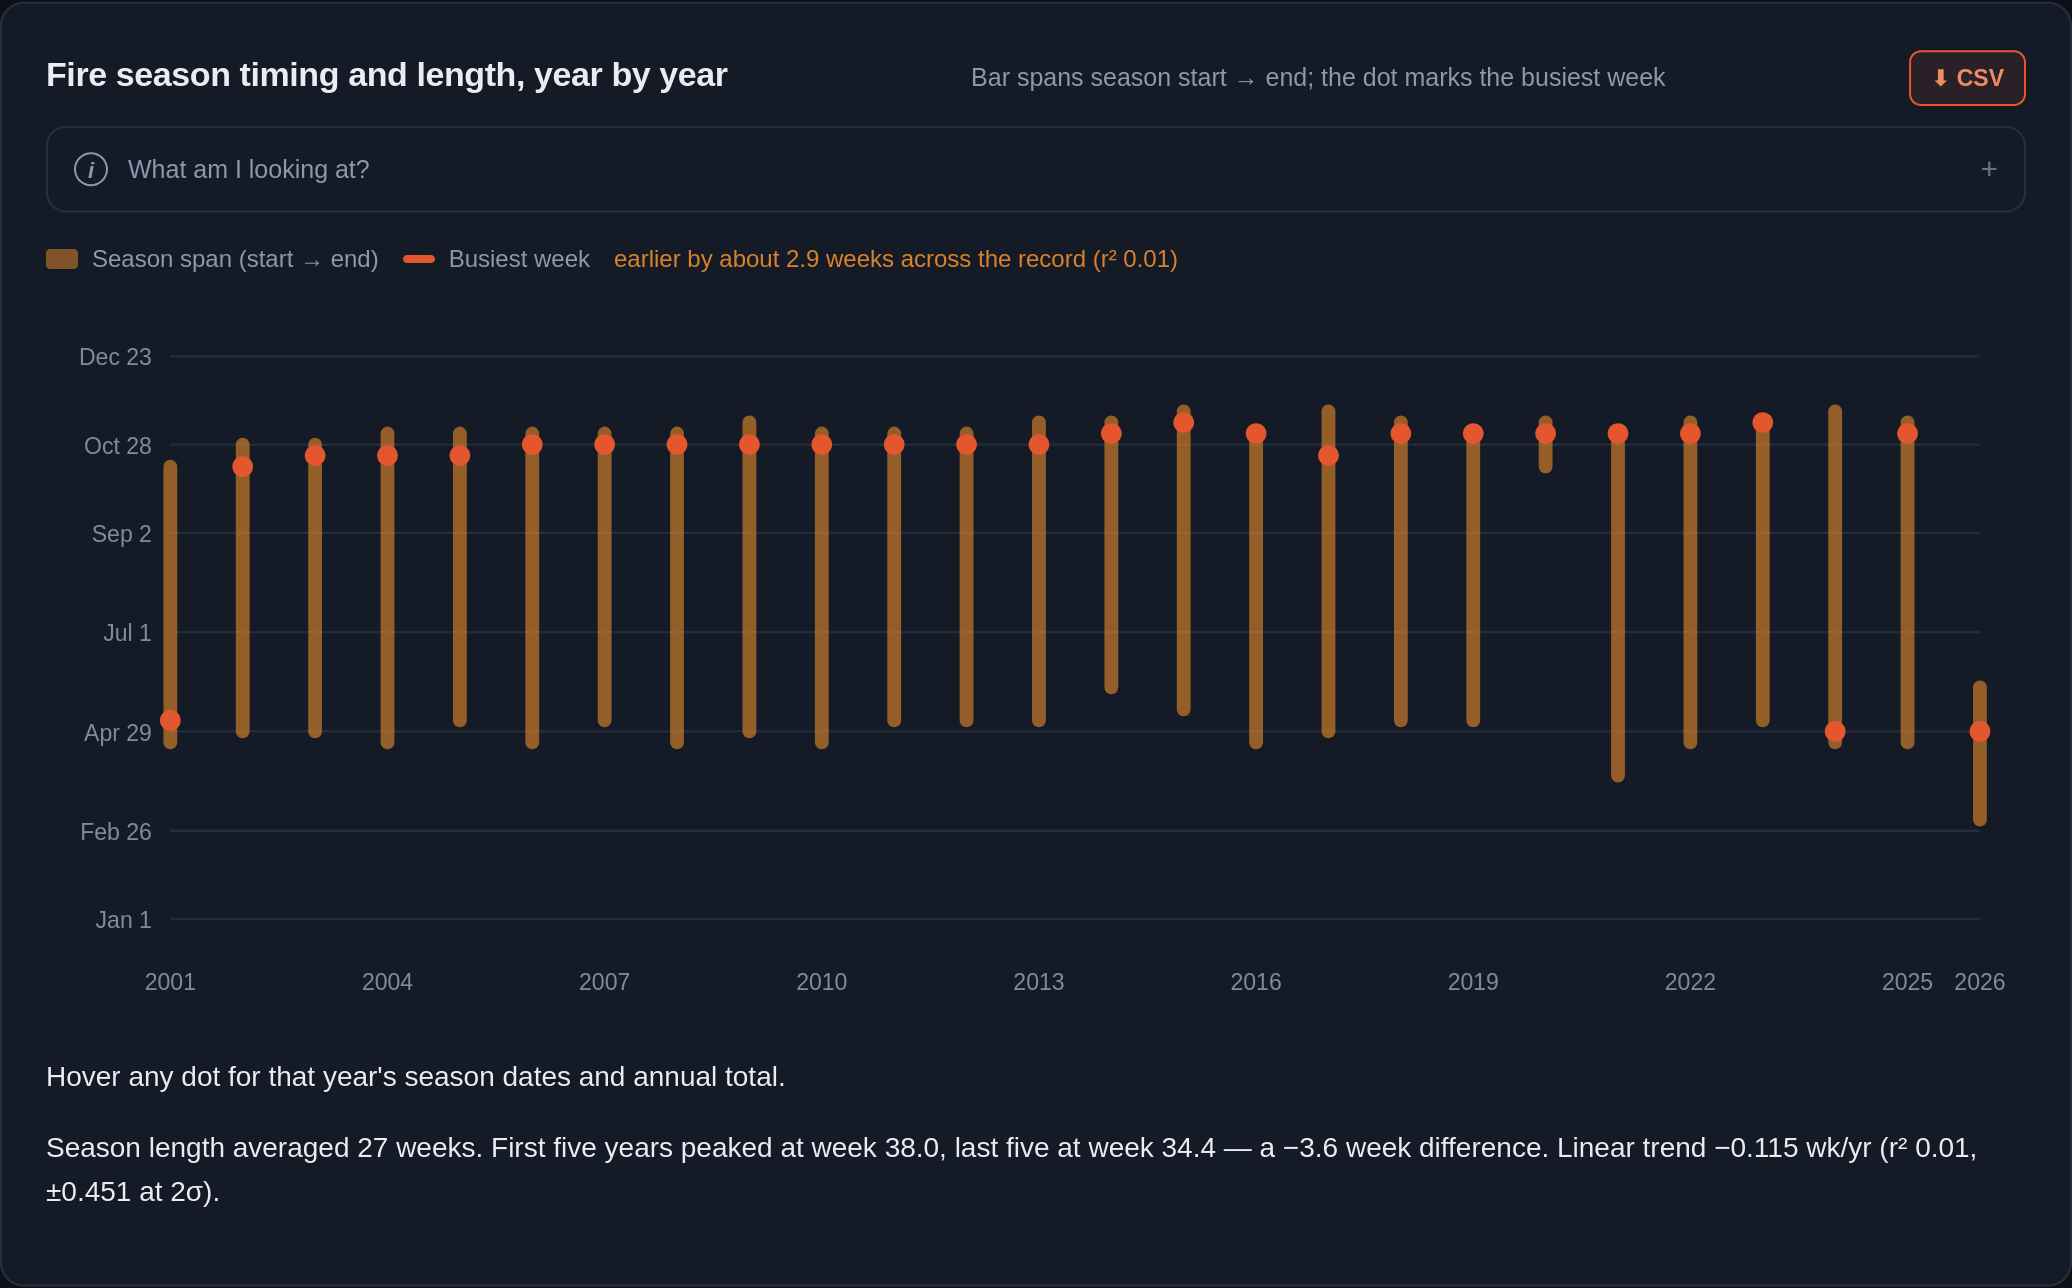 Fire season timing and length, year by year
Bar spans season start → end; the dot marks the busiest week
⬇ CSV
i What am I looking at? +
Season span (start → end) Busiest week earlier by about 2.9 weeks across the record (r² 0.01)
Dec 23
Oct 28
Sep 2
Jul 1
Apr 29
Feb 26
Jan 1
2001 2004 2007 2010 2013 2016 2019 2022 2025 2026
Hover any dot for that year's season dates and annual total.
Season length averaged 27 weeks. First five years peaked at week 38.0, last five at week 34.4 — a −3.6 week difference. Linear trend −0.115 wk/yr (r² 0.01,
±0.451 at 2σ).